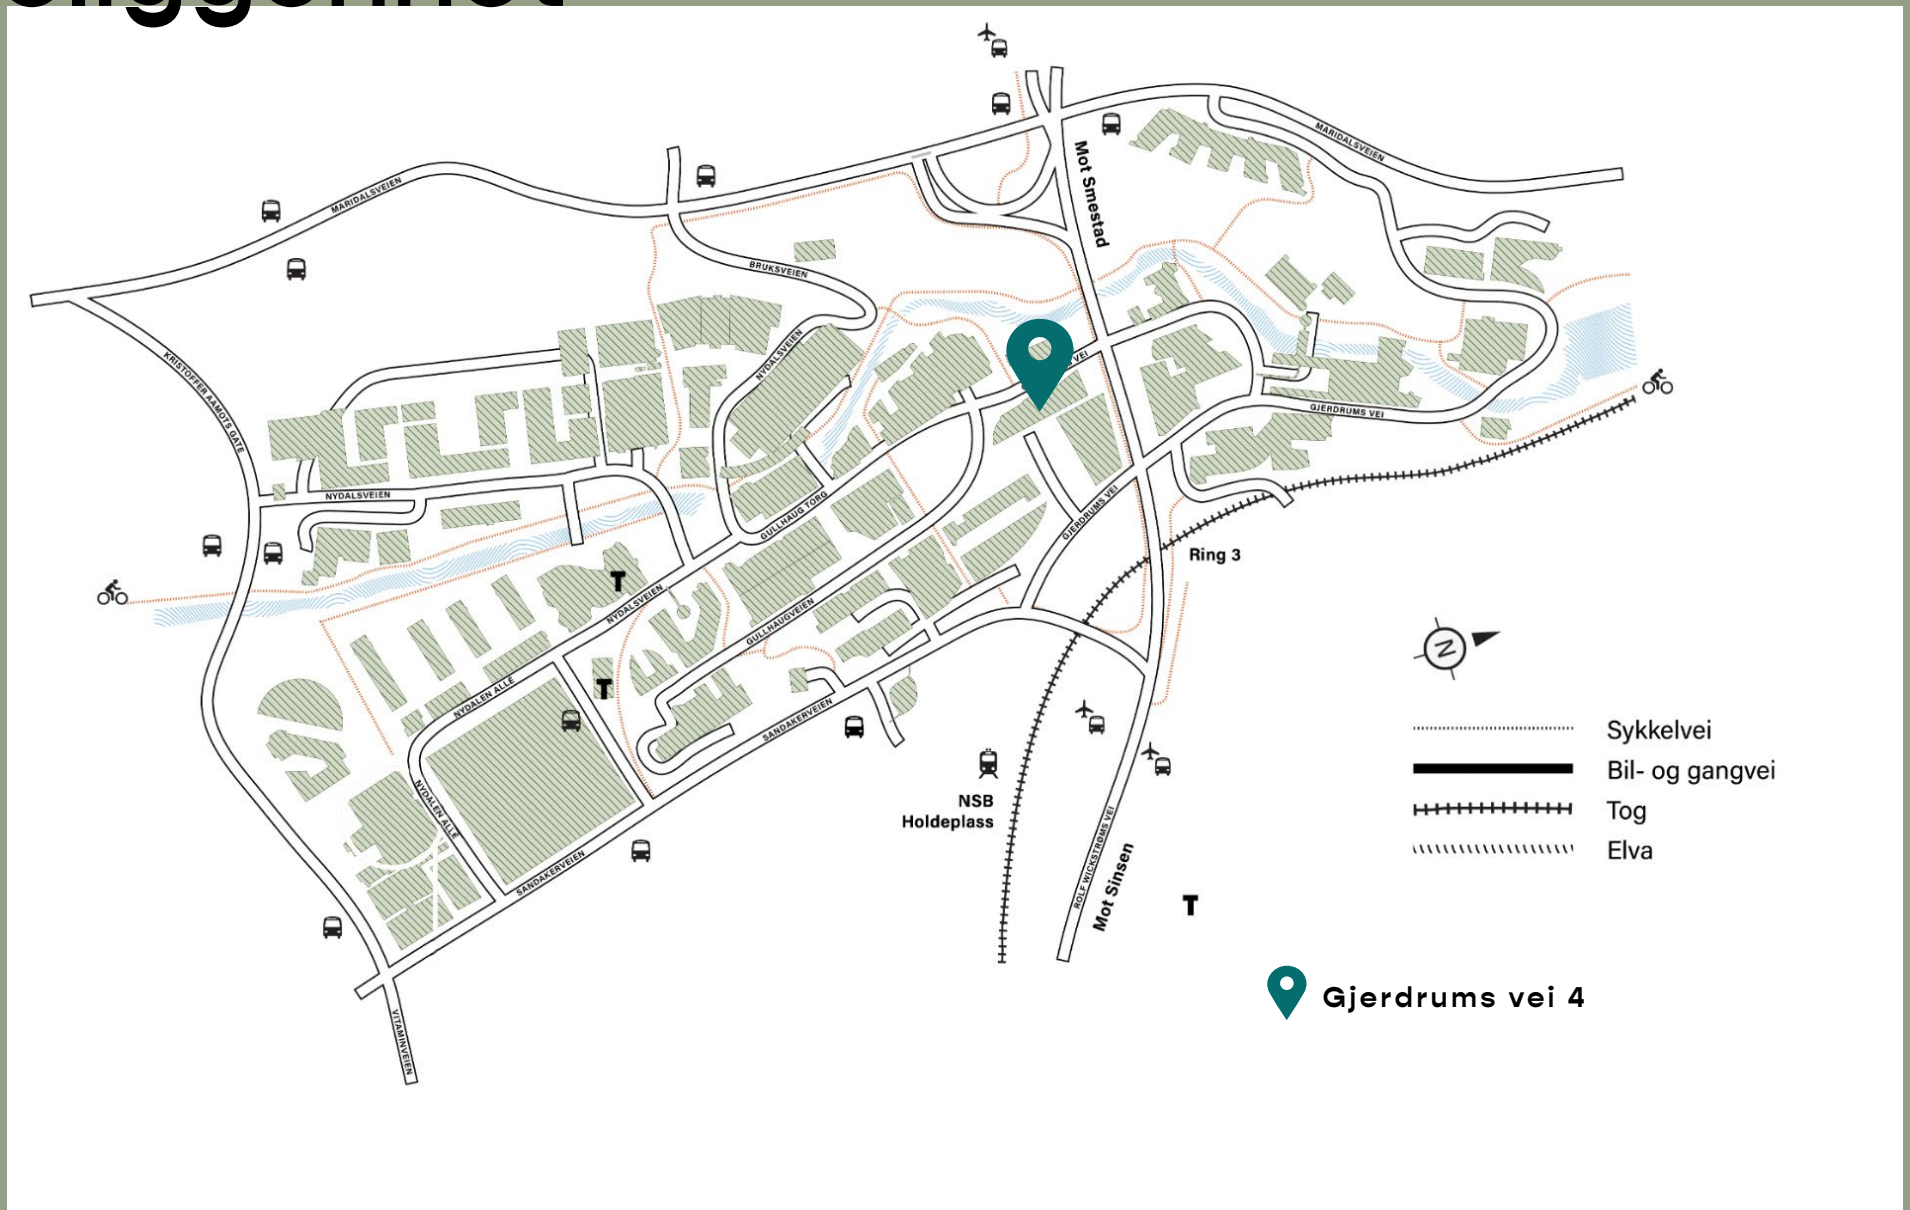 MARIDALSVEIEN
Mot Smestad
MARIDALSVEIEN
BRUKSVEIEN
KRISTOFFER AAMOTS GATE
NYDALSVEIEN
VEI
GJERDRUMS VEI
NYDALSVEIEN
GULLHAUG TORG
GJERDRUMS VEI
Ring 3
T
NYDALSVEIEN
GULLHAUGVEIEN
N
T
NYDALEN ALLÉ
SANDAKERVEIEN
Sykkelvei
Bil- og gangvei
Tog
Elva
NYDALEN ALLÉ
NSB
Holdeplass
SANDAKERVEIEN
ROLF WICKSTRØMS VEI
Mot Sinsen
T
VITAMINVEIEN
Gjerdrums vei 4